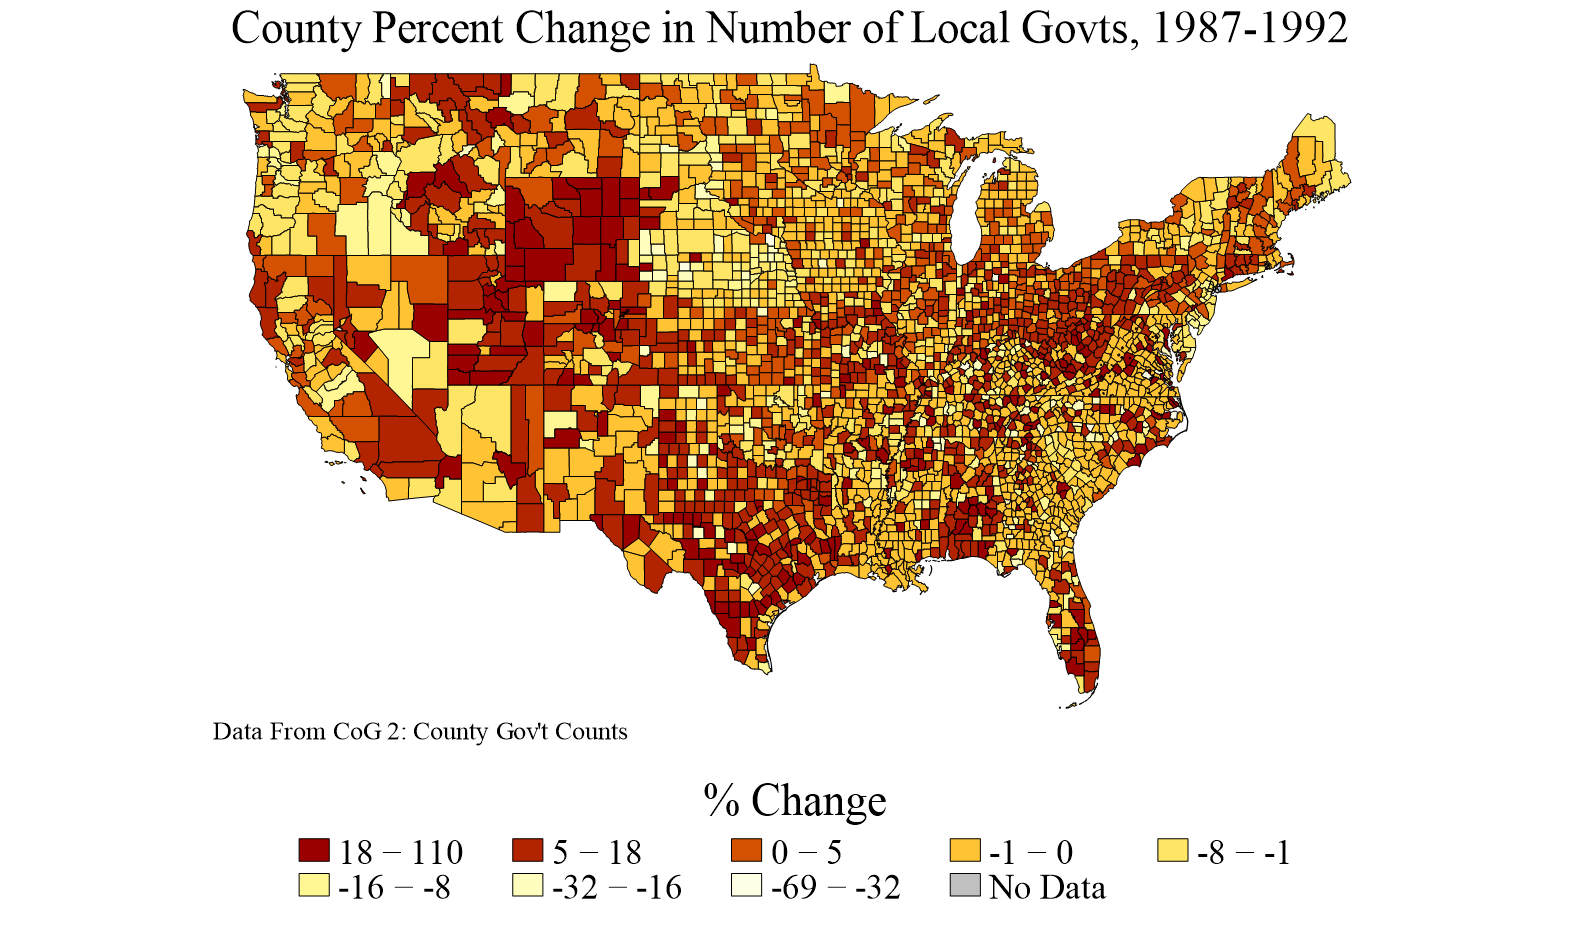 County Percent Change in Number of Local Govts, 1987-1992
Data From CoG 2: County Gov't Counts
% Change
18 − 110 5 − 18 0 − 5 -1 − 0 -8 − -1
-16 − -8 -32 − -16 -69 − -32 No Data